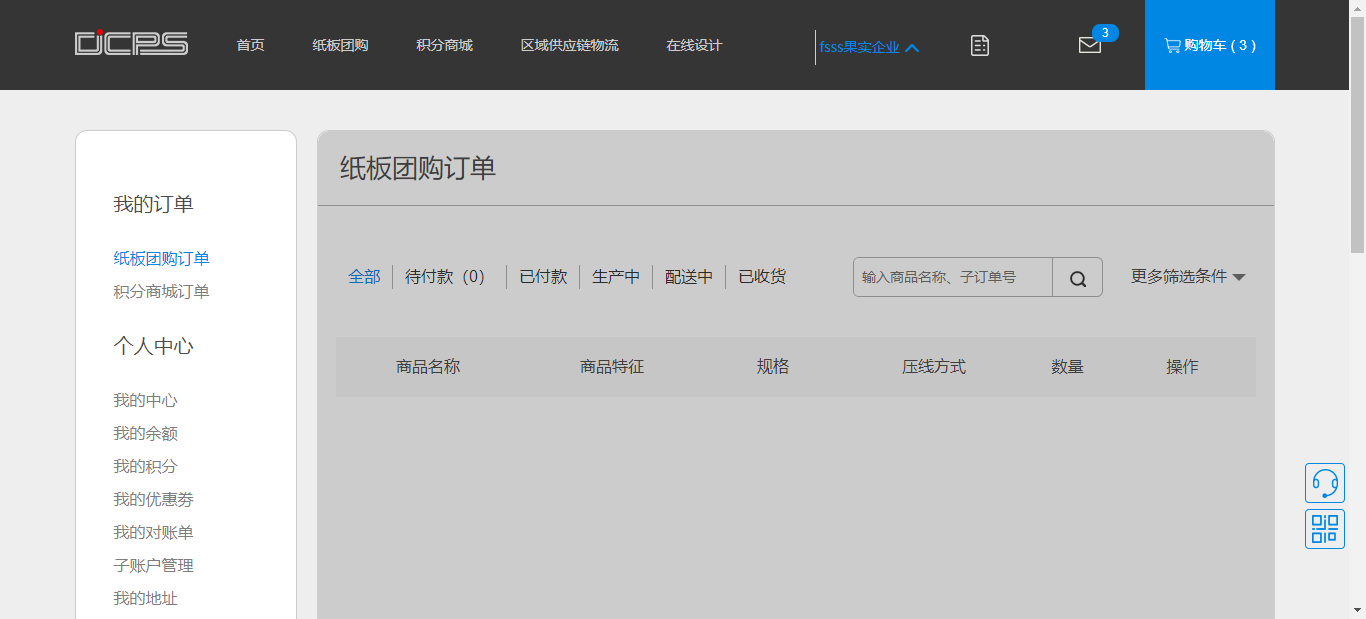 DJCPS 首页 纸板团购 积分商城 区域供应链物流 在线设计 fsss果实企业 3 购物车 ( 3 )
我的订单
纸板团购订单
积分商城订单
个人中心
我的中心
我的余额
我的积分
我的优惠劵
我的对账单
子账户管理
我的地址
纸板团购订单
全部 待付款（0） 已付款 生产中 配送中 已收货 输入商品名称、子订单号 更多筛选条件
商品名称 商品特征 规格 压线方式 数量 操作